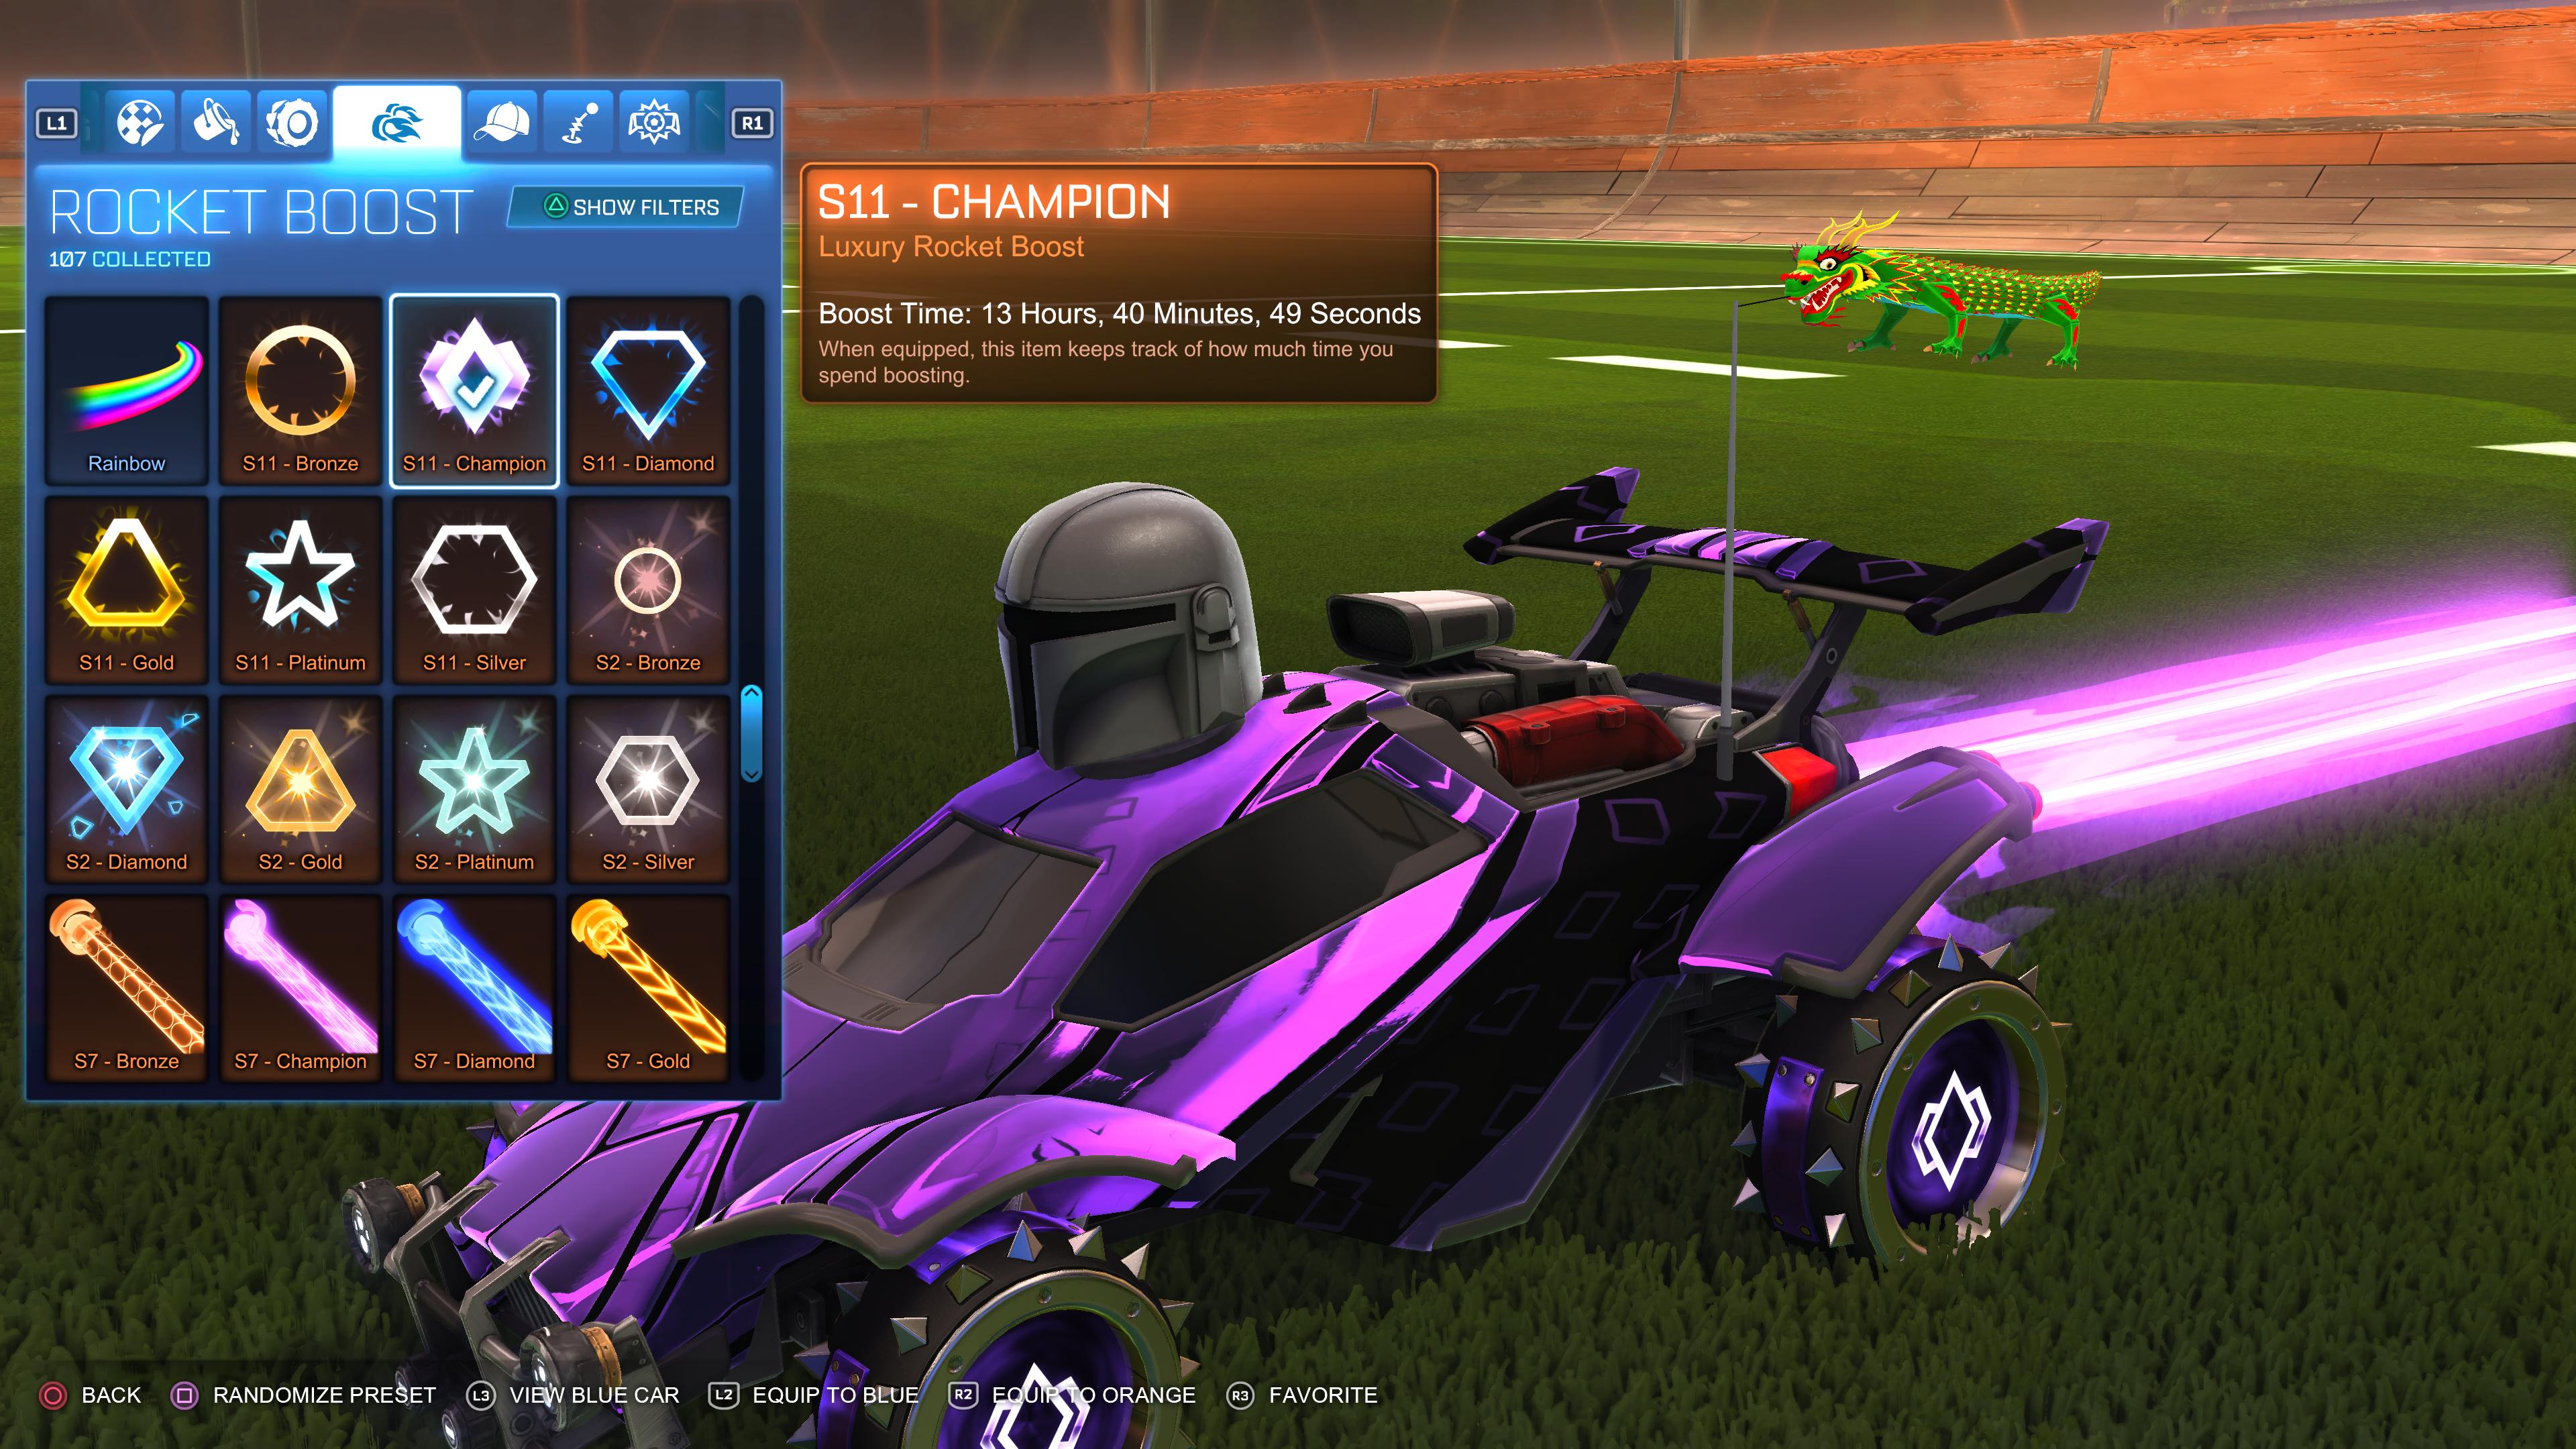 L1
R1
ROCKET BOOST
SHOW FILTERS
107 COLLECTED
Rainbow
S11 - Bronze
S11 - Champion
S11 - Diamond
S11 - Gold
S11 - Platinum
S11 - Silver
S2 - Bronze
S2 - Diamond
S2 - Gold
S2 - Platinum
S2 - Silver
S7 - Bronze
S7 - Champion
S7 - Diamond
S7 - Gold
S11 - CHAMPION
Luxury Rocket Boost
Boost Time: 13 Hours, 40 Minutes, 49 Seconds
When equipped, this item keeps track of how much time you
spend boosting.
BACK RANDOMIZE PRESET L3 VIEW BLUE CAR L2 EQUIP TO BLUE R2 EQUIP TO ORANGE R3 FAVORITE